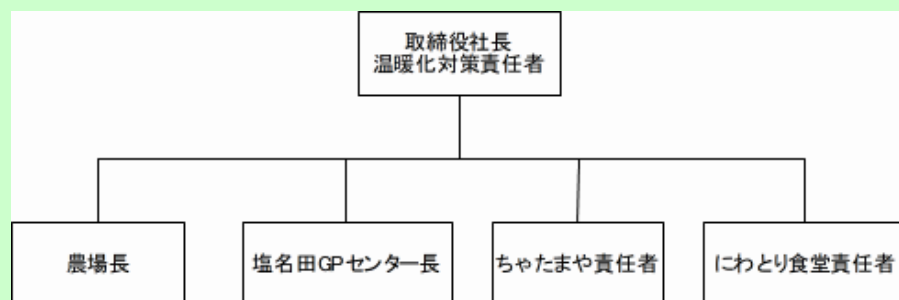 取締役社長
温暖化対策責任者
農場長
塩名田GPセンター長
ちゃたまや責任者
にわとり食堂責任者